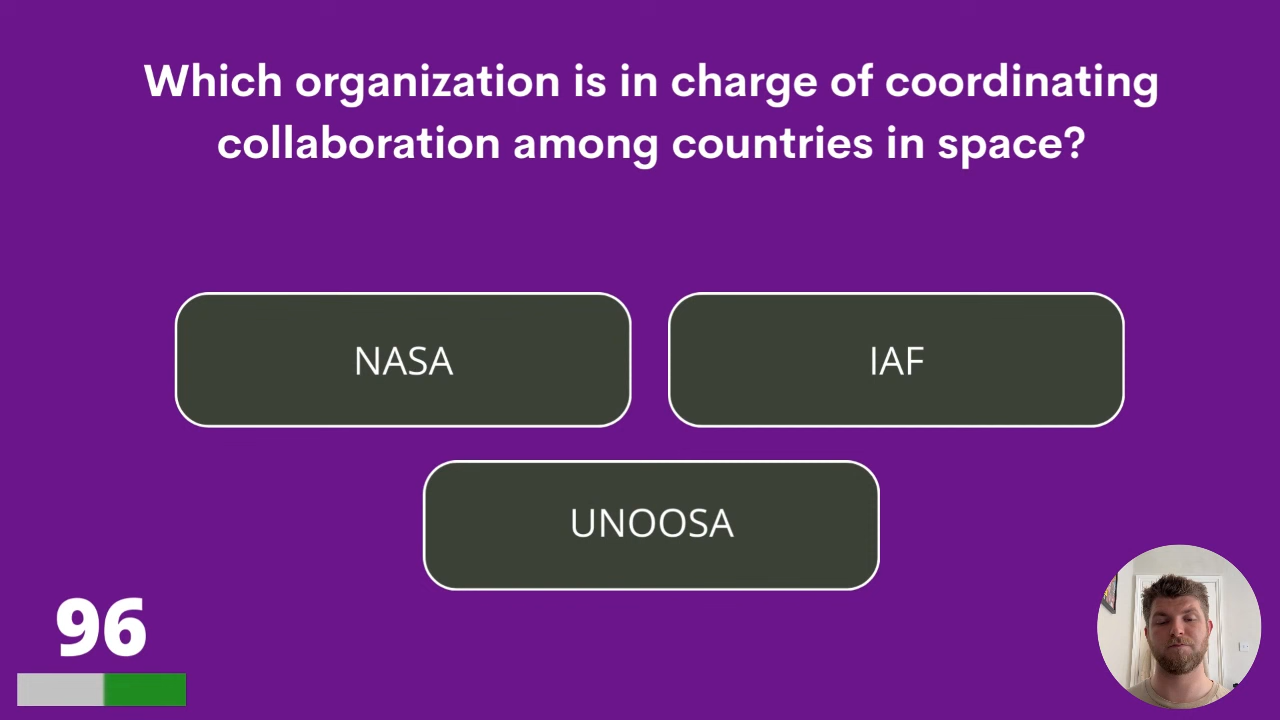 Which organization is in charge of coordinating
collaboration among countries in space?
NASA
IAF
UNOOSA
96